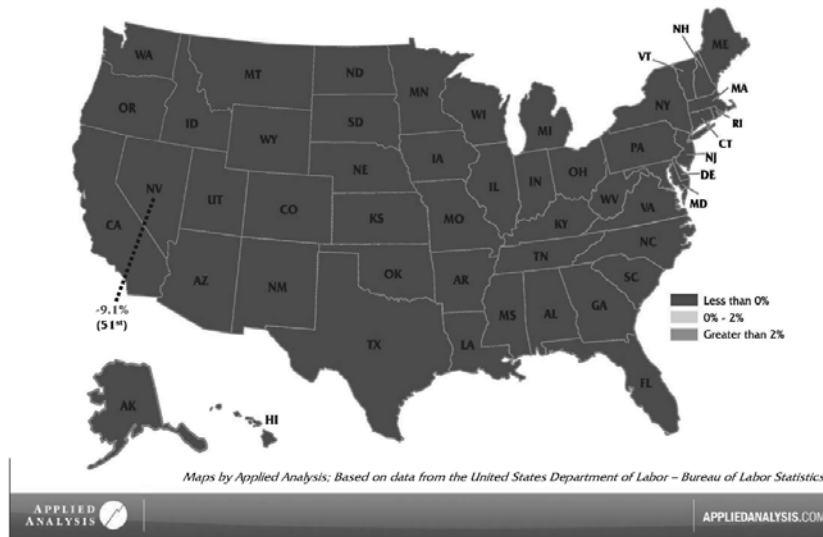 NH
ME
WA
VT
MT
ND
MN
MA
OR
NY
WI
ID
SD
RI
WY
MI
CT
IA
PA
NJ
NE
NV
OH
DE
IL
IN
UT
MD
CO
WV
VA
CA
KS
MO
KY
NC
TN
OK
AZ
AR
SC
NM
-9.1%
(51st)
Less than 0%
MS
AL
GA
0% - 2%
Greater than 2%
TX
LA
FL
AK
HI
Maps by Applied Analysis; Based on data from the United States Department of Labor – Bureau of Labor Statistics
APPLIED
ANALYSIS
APPLIEDANALYSIS.COM